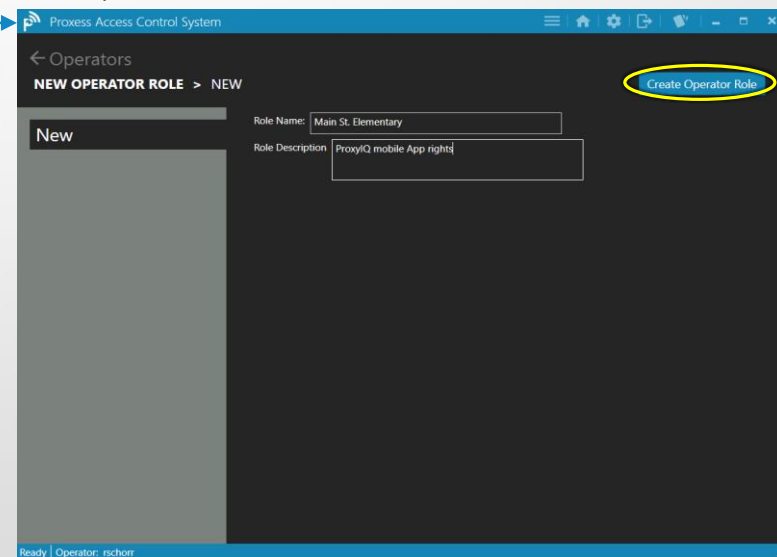 Proxess Access Control System
Operators
NEW OPERATOR ROLE > NEW
Create Operator Role
New
Role Name: Main St. Elementary
Role Description ProxyIQ mobile App rights
Ready Operator: rschorr